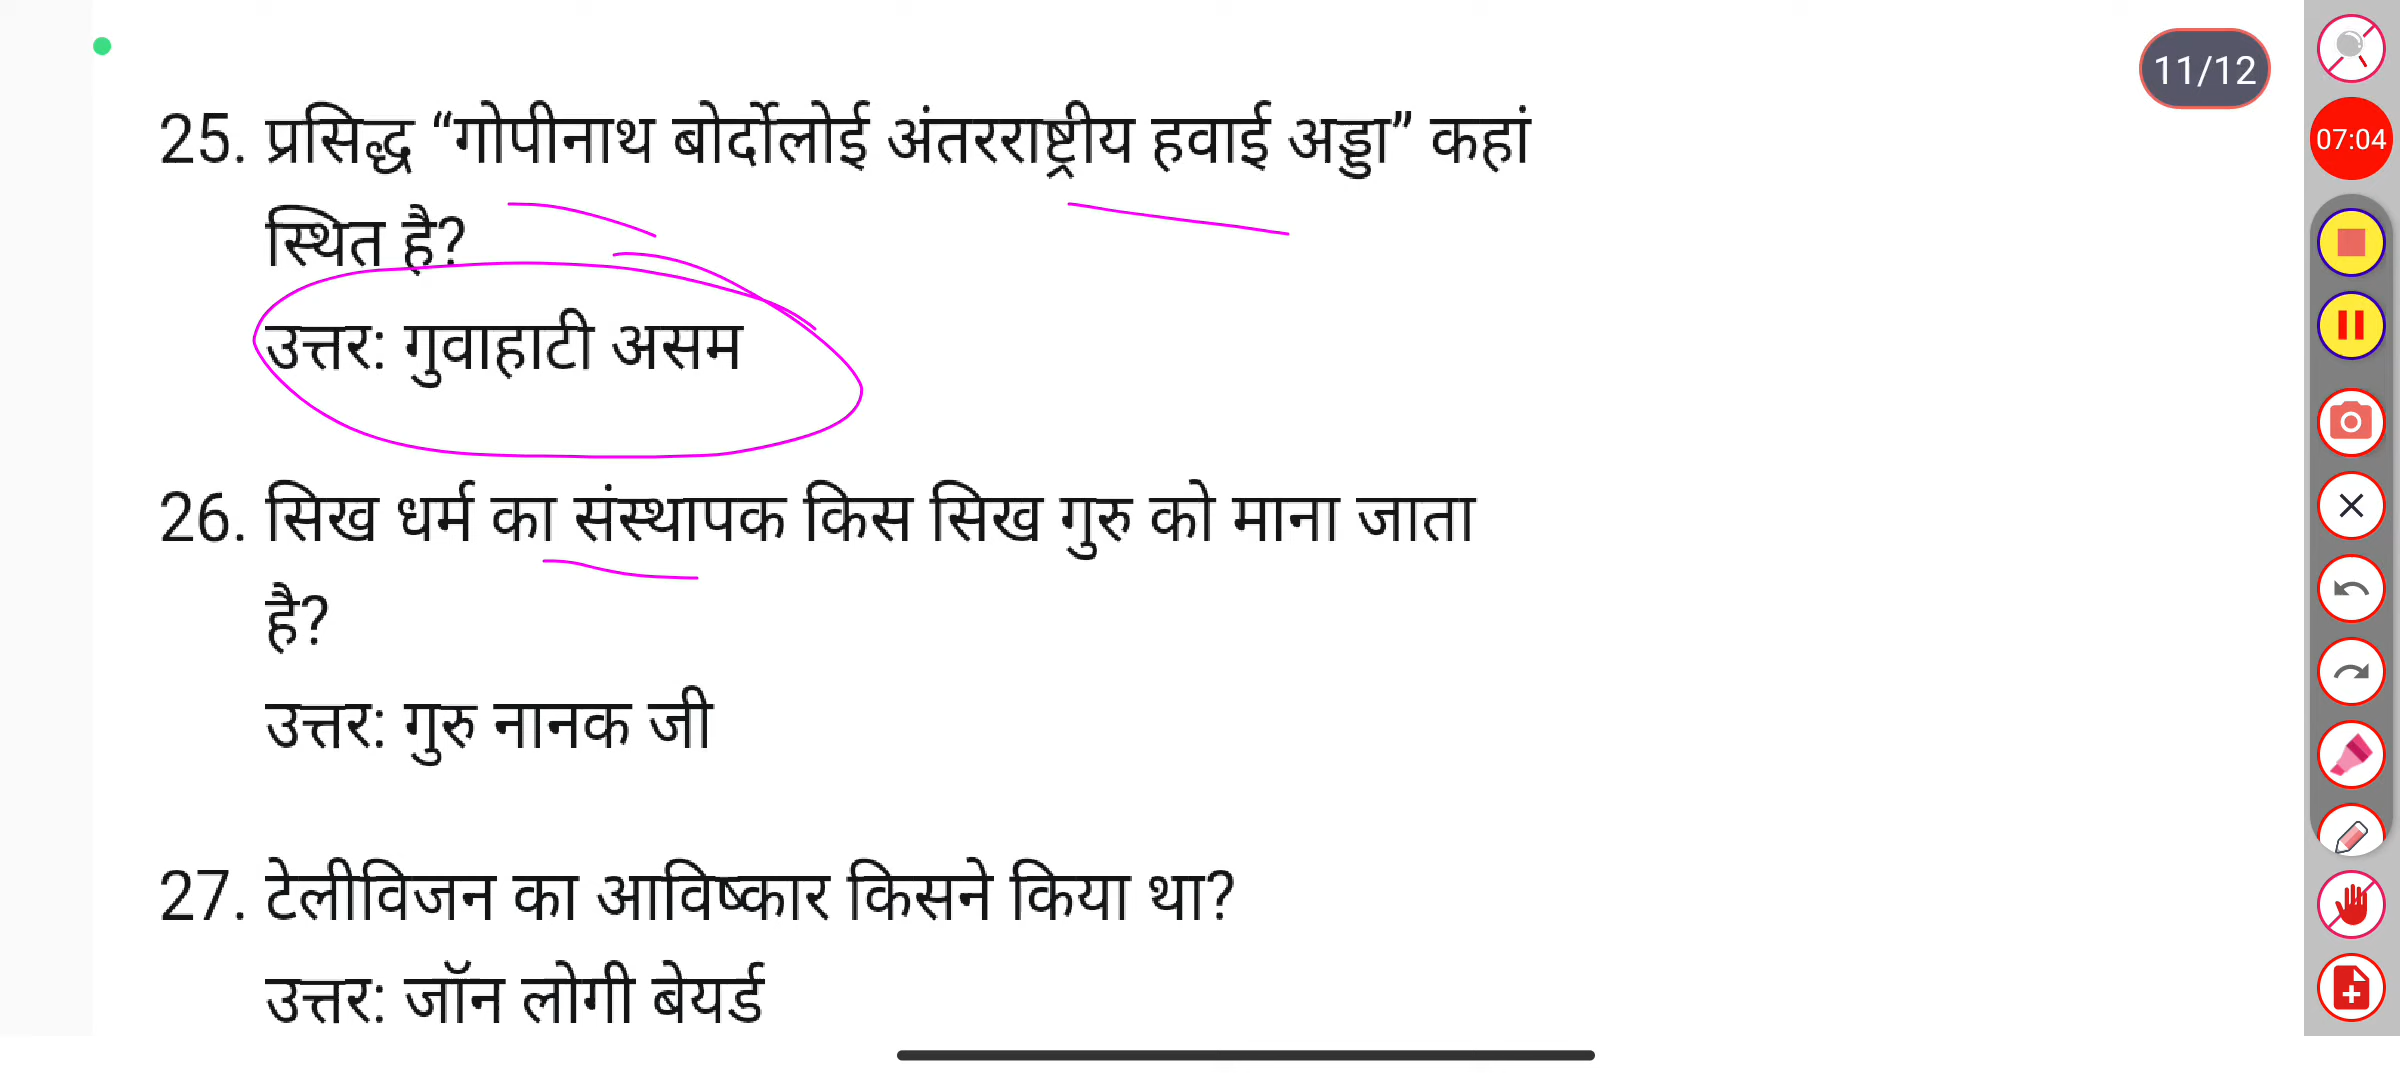 11/12
07:04
25. प्रसिद्ध “गोपीनाथ बोर्दोलोई अंतरराष्ट्रीय हवाई अड्डा” कहां
स्थित है?
उत्तर: गुवाहाटी असम
26. सिख धर्म का संस्थापक किस सिख गुरु को माना जाता
है?
उत्तर: गुरु नानक जी
27. टेलीविजन का आविष्कार किसने किया था?
उत्तर: जॉन लोगी बेयर्ड